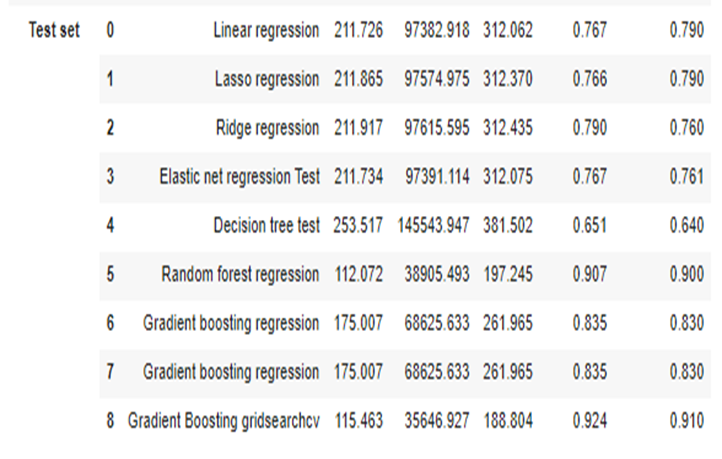 Test set 0 Linear regression 211.726 97382.918 312.062 0.767 0.790
1 Lasso regression 211.865 97574.975 312.370 0.766 0.790
2 Ridge regression 211.917 97615.595 312.435 0.790 0.760
3 Elastic net regression Test 211.734 97391.114 312.075 0.767 0.761
4 Decision tree test 253.517 145543.947 381.502 0.651 0.640
5 Random forest regression 112.072 38905.493 197.245 0.907 0.900
6 Gradient boosting regression 175.007 68625.633 261.965 0.835 0.830
7 Gradient boosting regression 175.007 68625.633 261.965 0.835 0.830
8 Gradient Boosting gridsearchcv 115.463 35646.927 188.804 0.924 0.910